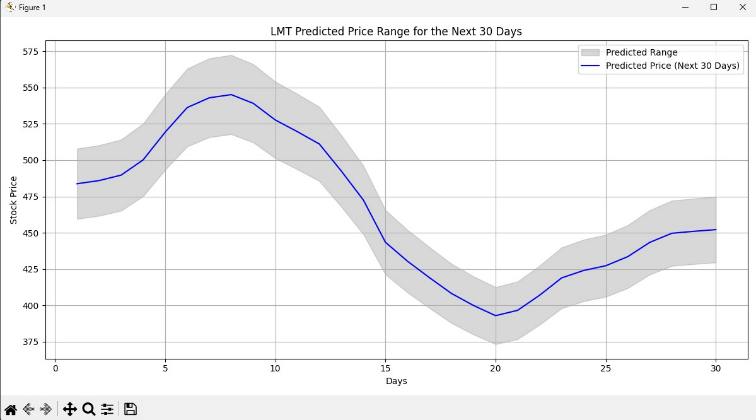 Figure 1
LMT Predicted Price Range for the Next 30 Days
Predicted Range
Predicted Price (Next 30 Days)
575
550
525
500
475
450
425
400
375
Stock Price
0 5 10 15 20 25 30
Days